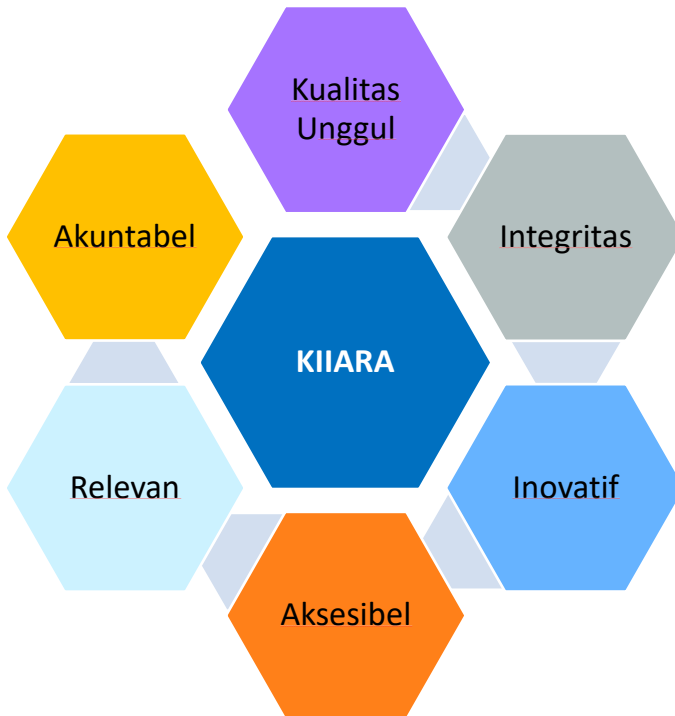 Kualitas
Unggul
Integritas
Inovatif
Aksesibel
Relevan
Akuntabel
KIIARA